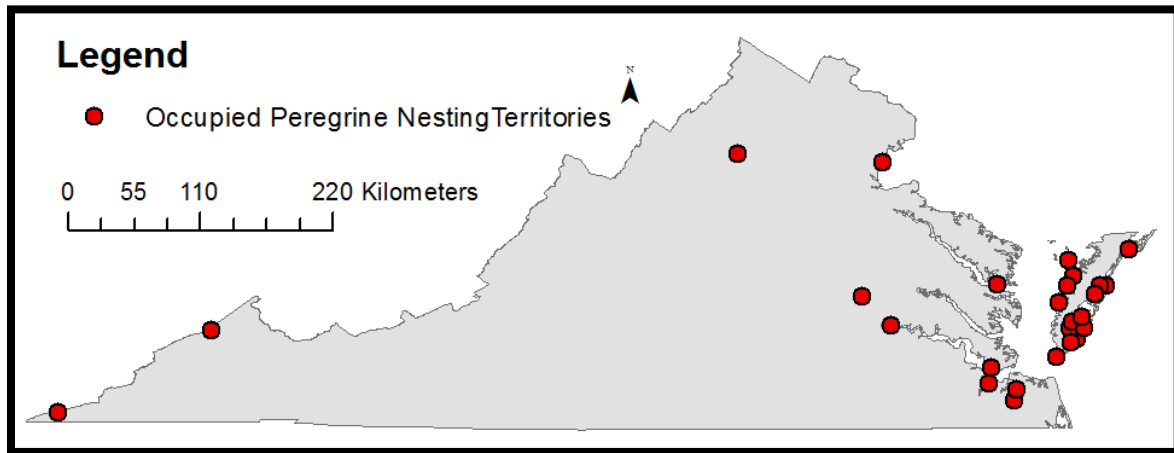 Legend
N
Occupied Peregrine NestingTerritories
0 55 110 220 Kilometers